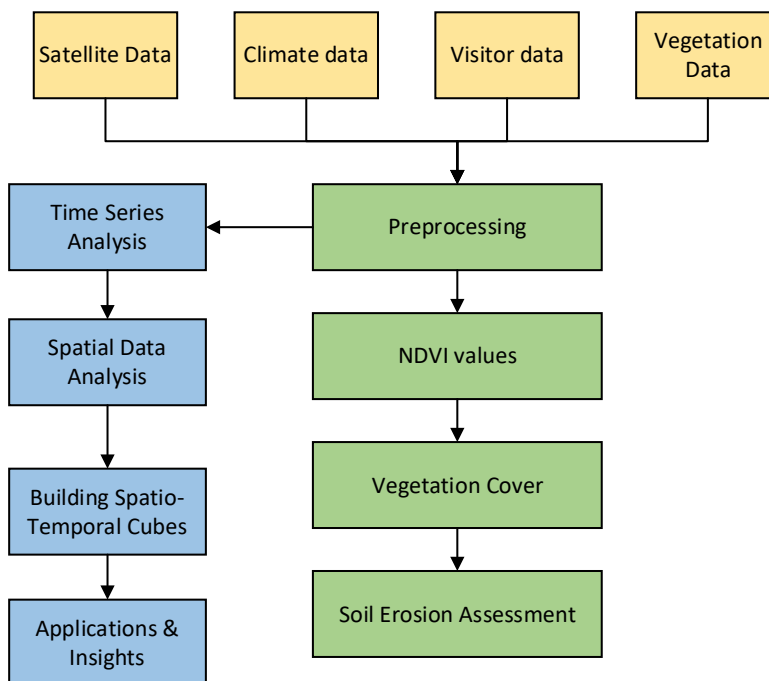 Satellite Data
Climate data
Visitor data
Vegetation
Data
Time Series
Analysis
Preprocessing
Spatial Data
Analysis
NDVI values
Building Spatio-
Temporal Cubes
Vegetation Cover
Applications &
Insights
Soil Erosion Assessment